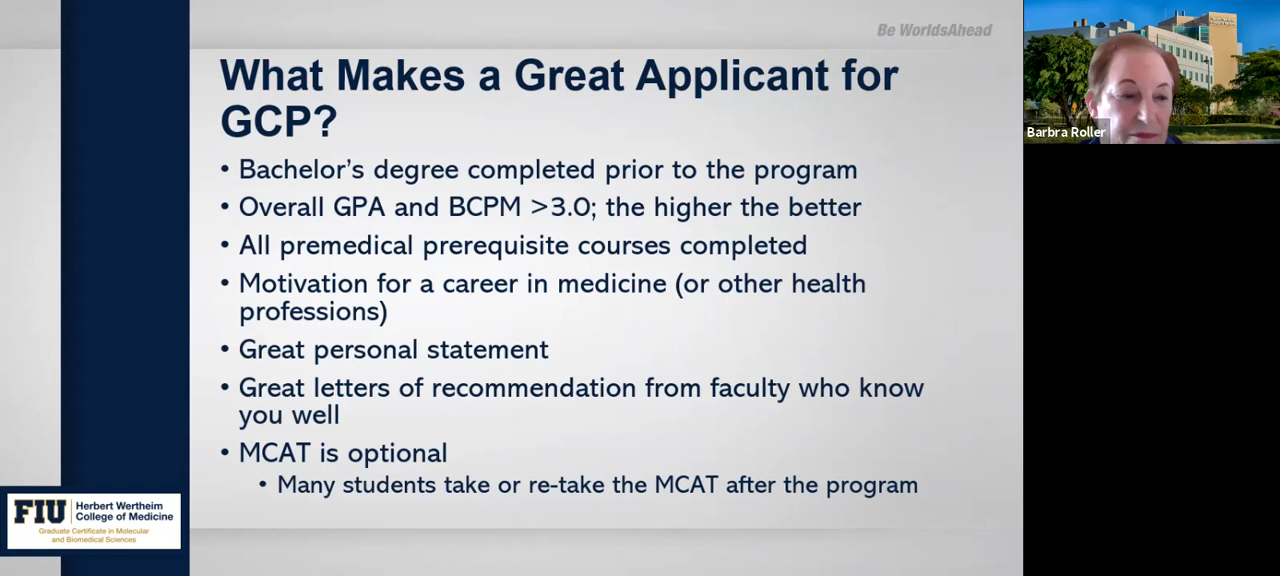 Be WorldsAhead
What Makes a Great Applicant for
GCP?
• Bachelor's degree completed prior to the program
• Overall GPA and BCPM >3.0; the higher the better
• All premedical prerequisite courses completed
• Motivation for a career in medicine (or other health
professions)
• Great personal statement
• Great letters of recommendation from faculty who know
you well
• MCAT is optional
• Many students take or re-take the MCAT after the program
FIU
Herbert Wertheim
College of Medicine
Graduate Certificate in Molecular
and Biomedical Sciences
Barbra Roller